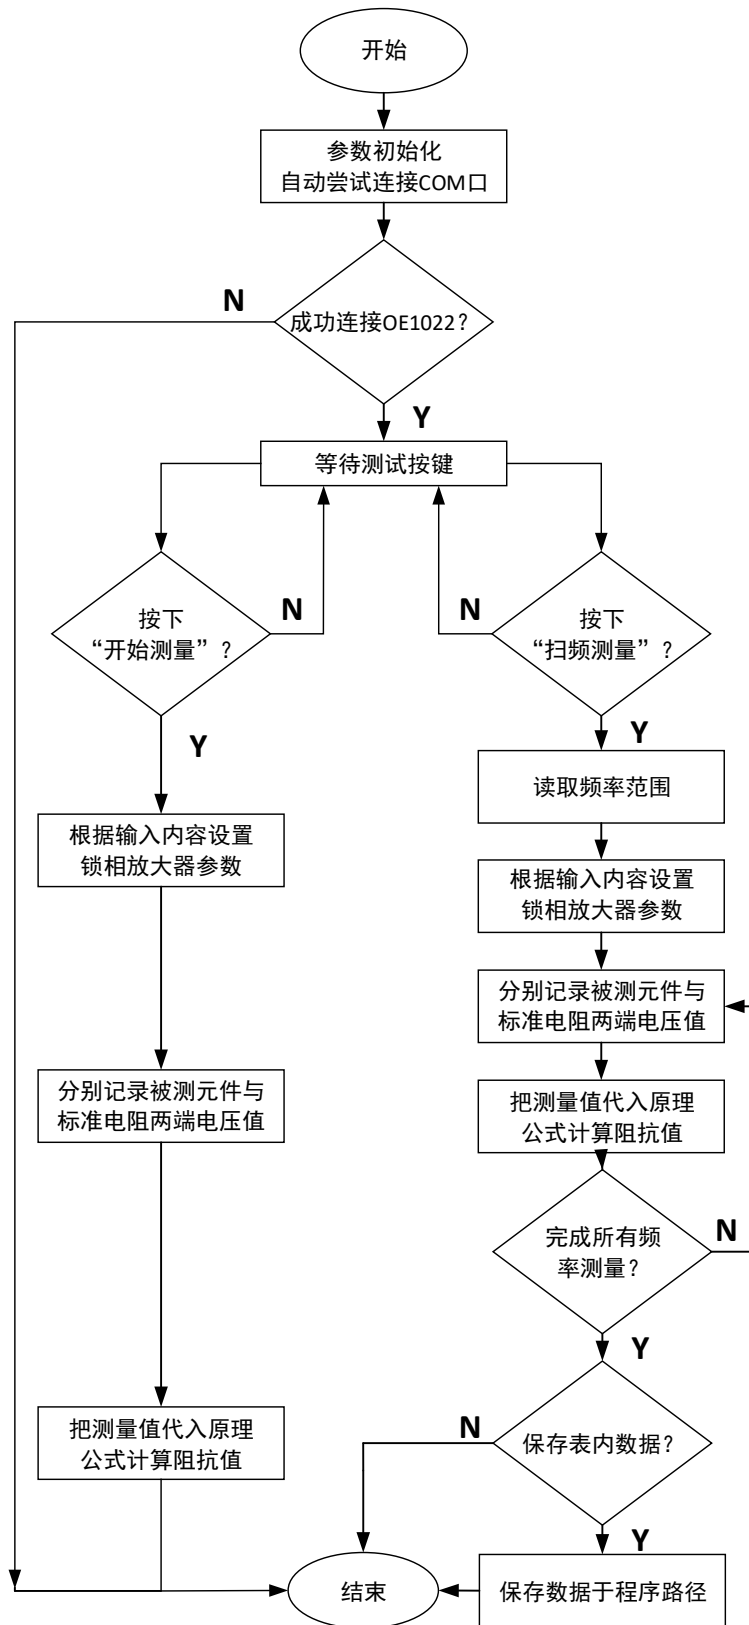 开始
参数初始化
自动尝试连接COM口
N
成功连接OE1022？
Y
等待测试按键
按下
“开始测量”？
N
N
按下
“扫频测量”？
Y
Y
读取频率范围
根据输入内容设置
锁相放大器参数
根据输入内容设置
锁相放大器参数
分别记录被测元件与
标准电阻两端电压值
分别记录被测元件与
标准电阻两端电压值
把测量值代入原理
公式计算阻抗值
完成所有频
率测量？
N
Y
把测量值代入原理
公式计算阻抗值
N
保存表内数据？
Y
结束
保存数据于程序路径